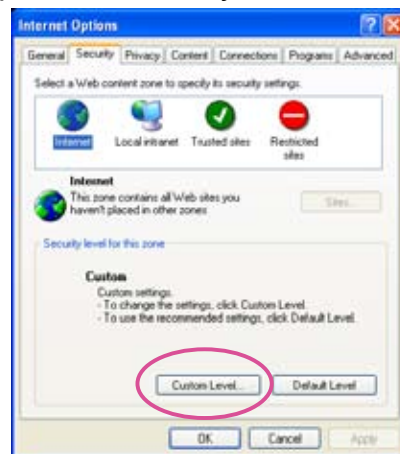 Internet Options
General Security Privacy Content Connections Programs Advanced
Select a Web content zone to specify its security settings.
Internet Local intranet Trusted sites Restricted sites
Internet
This zone contains all Web sites you
haven't placed in other zones
Sites...
Security level for this zone
Custom
Custom settings.
- To change the settings, click Custom Level.
- To use the recommended settings, click Default Level.
Custom Level... Default Level
OK Cancel Apply